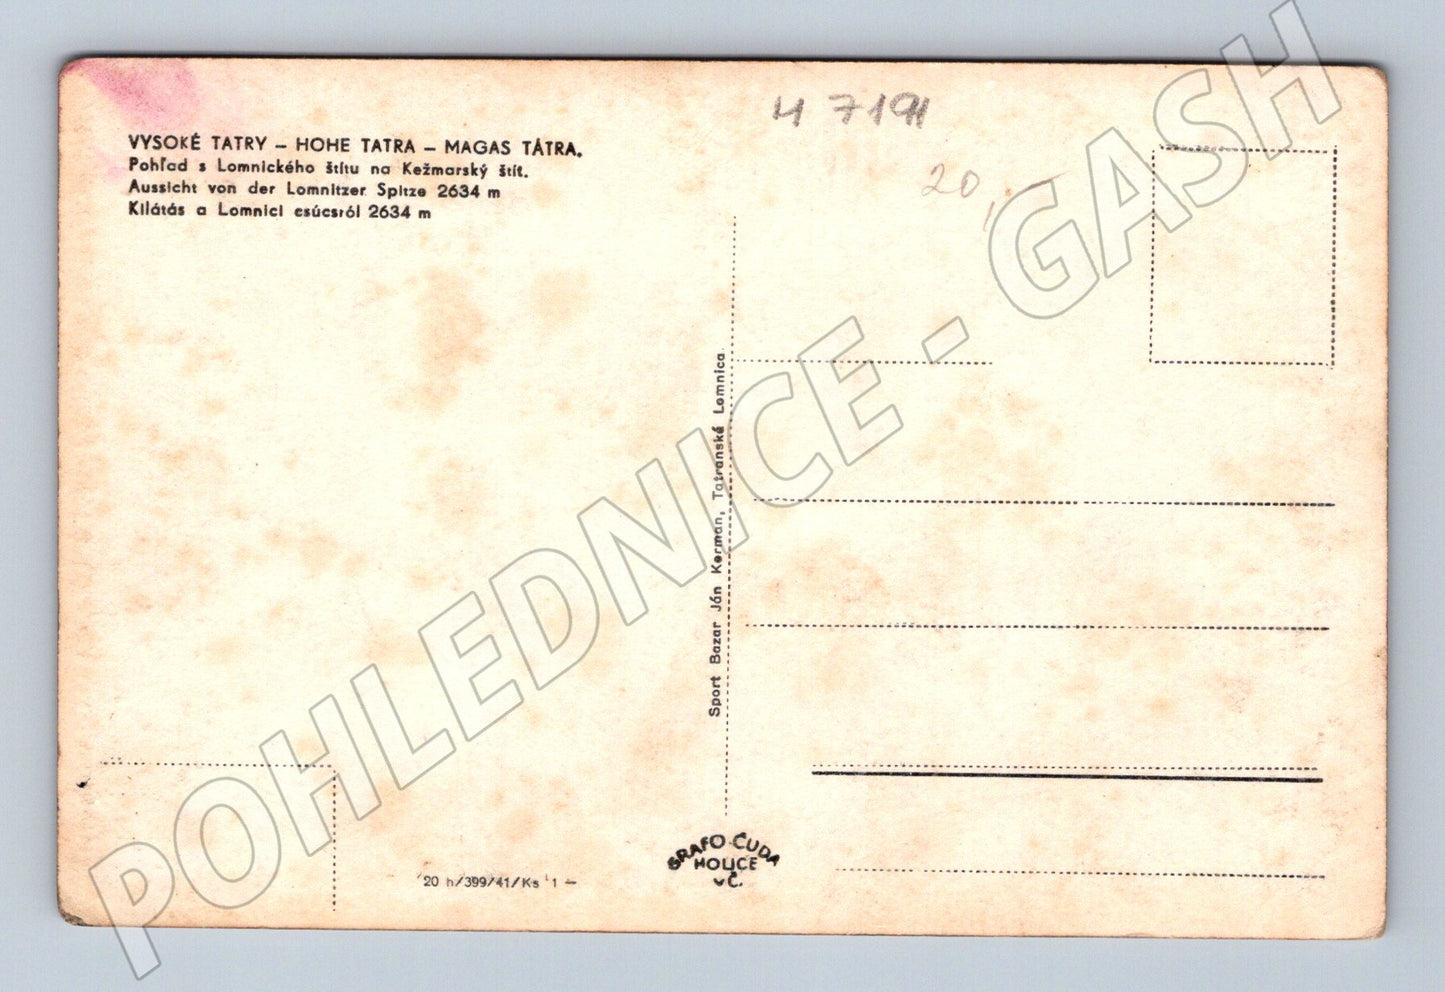 4 7191
VYSOKÉ TATRY – HOHE TATRA – MAGAS TÁTRA.
Pohľad s Lomnického štítu na Kežmarský štít.
Aussicht von der Lomnitzer Spitze 2634 m
Kilátás a Lomnici csúcsról 2634 m
20,–
Sport Bazar Ján Kerman, Tatranská Lomnica
GRAFO ČUDA
HOLICE
v Č.
20 h/399/41/Ks 1 –
POHLEDNICE - GASH